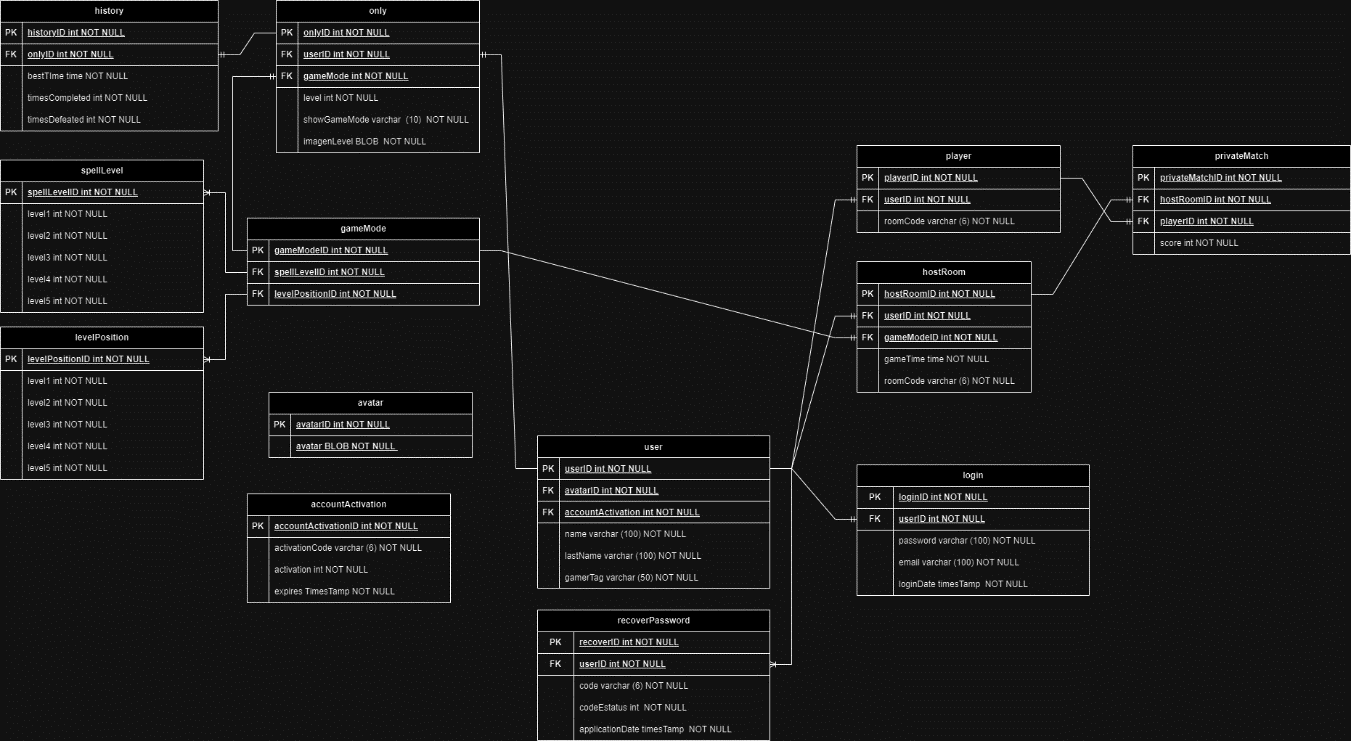 history
PK historyID int NOT NULL
FK onlyID int NOT NULL
bestTIme time NOT NULL
timesCompleted int NOT NULL
timesDefeated int NOT NULL
only
PK onlyID int NOT NULL
FK userID int NOT NULL
FK gameMode int NOT NULL
level int NOT NULL
showGameMode varchar (10) NOT NULL
imagenLevel BLOB NOT NULL
spellLevel
PK spellLevelID int NOT NULL
level1 int NOT NULL
level2 int NOT NULL
level3 int NOT NULL
level4 int NOT NULL
level5 int NOT NULL
gameMode
PK gameModeID int NOT NULL
FK spellLevelID int NOT NULL
FK levelPositionID int NOT NULL
levelPosition
PK levelPositionID int NOT NULL
level1 int NOT NULL
level2 int NOT NULL
level3 int NOT NULL
level4 int NOT NULL
level5 int NOT NULL
avatar
PK avatarID int NOT NULL
avatar BLOB NOT NULL
accountActivation
PK accountActivationID int NOT NULL
activationCode varchar (6) NOT NULL
activation int NOT NULL
expires TimesTamp NOT NULL
user
PK userID int NOT NULL
FK avatarID int NOT NULL
FK accountActivation int NOT NULL
name varchar (100) NOT NULL
lastName varchar (100) NOT NULL
gamerTag varchar (50) NOT NULL
recoverPassword
PK recoverID int NOT NULL
FK userID int NOT NULL
code varchar (6) NOT NULL
codeEstatus int NOT NULL
applicationDate timesTamp NOT NULL
player
PK playerID int NOT NULL
FK userID int NOT NULL
roomCode varchar (6) NOT NULL
privateMatch
PK privateMatchID int NOT NULL
FK hostRoomID int NOT NULL
FK playerID int NOT NULL
score int NOT NULL
hostRoom
PK hostRoomID int NOT NULL
FK userID int NOT NULL
FK gameModeID int NOT NULL
gameTime time NOT NULL
roomCode varchar (6) NOT NULL
login
PK loginID int NOT NULL
FK userID int NOT NULL
password varchar (100) NOT NULL
email varchar (100) NOT NULL
loginDate timesTamp NOT NULL